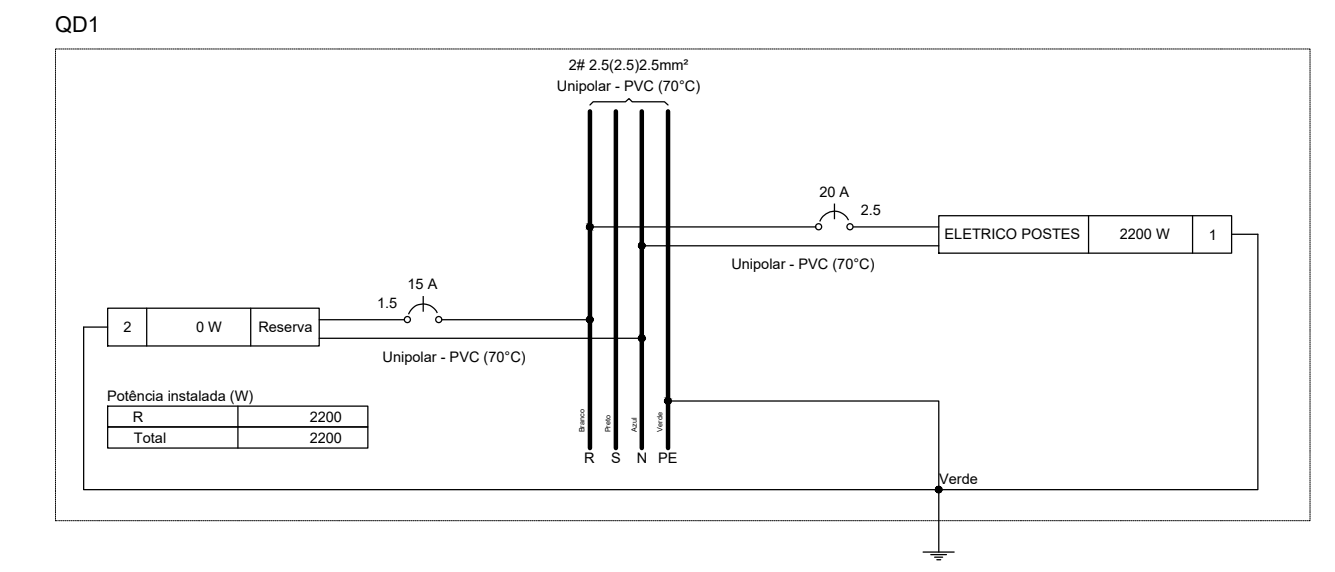 QD1
2# 2.5(2.5)2.5mm²
Unipolar - PVC (70°C)
20 A
2.5
ELETRICO POSTES 2200 W 1
Unipolar - PVC (70°C)
15 A
1.5
2 0 W Reserva
Unipolar - PVC (70°C)
Potência instalada (W)
R 2200
Total 2200
Branco
Preto
Azul
Verde
R S N PE
Verde